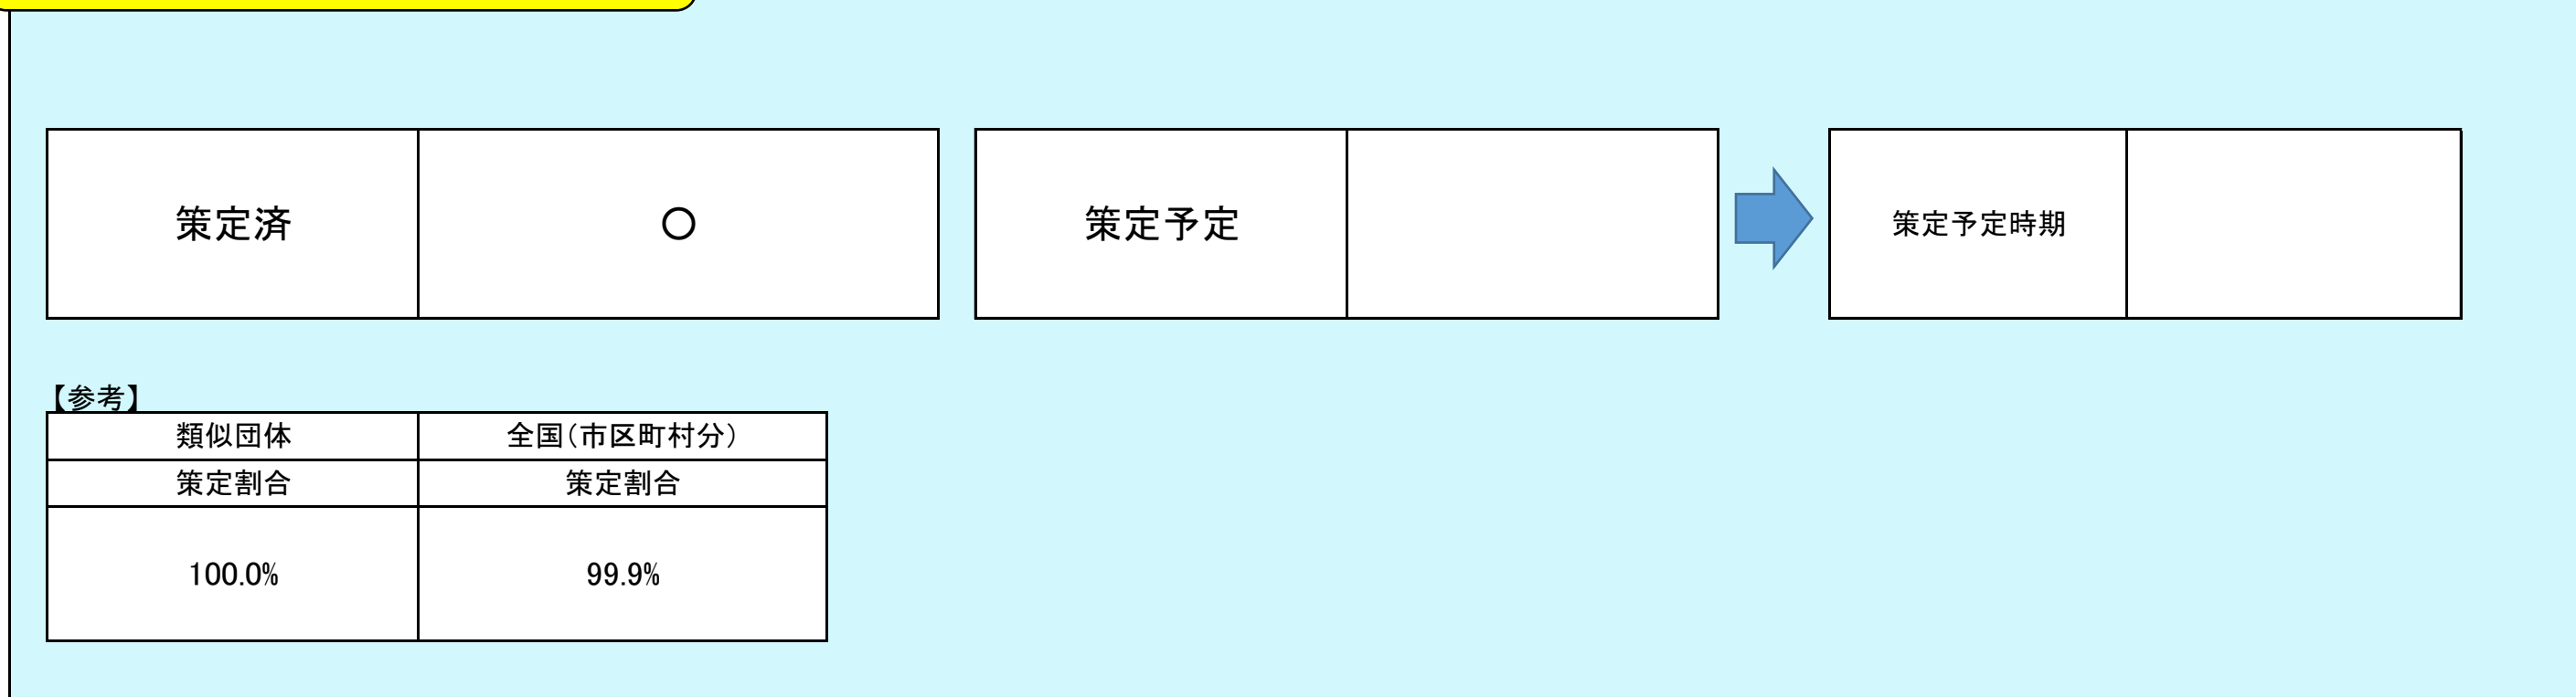 策定済 ○ 策定予定 策定予定時期
【参考】
類似団体 全国（市区町村分）
策定割合 策定割合
100.0% 99.9%